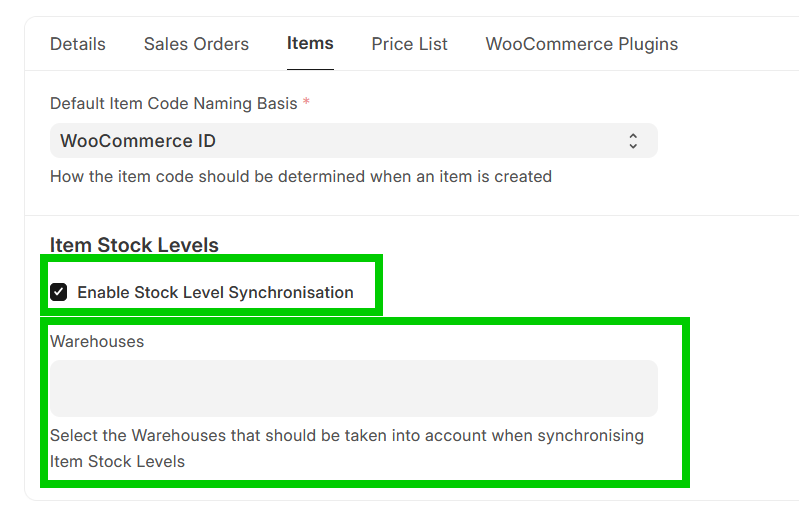 Details Sales Orders Items Price List WooCommerce Plugins
Default Item Code Naming Basis *
WooCommerce ID
How the item code should be determined when an item is created
Item Stock Levels
Enable Stock Level Synchronisation
Warehouses
Select the Warehouses that should be taken into account when synchronising
Item Stock Levels